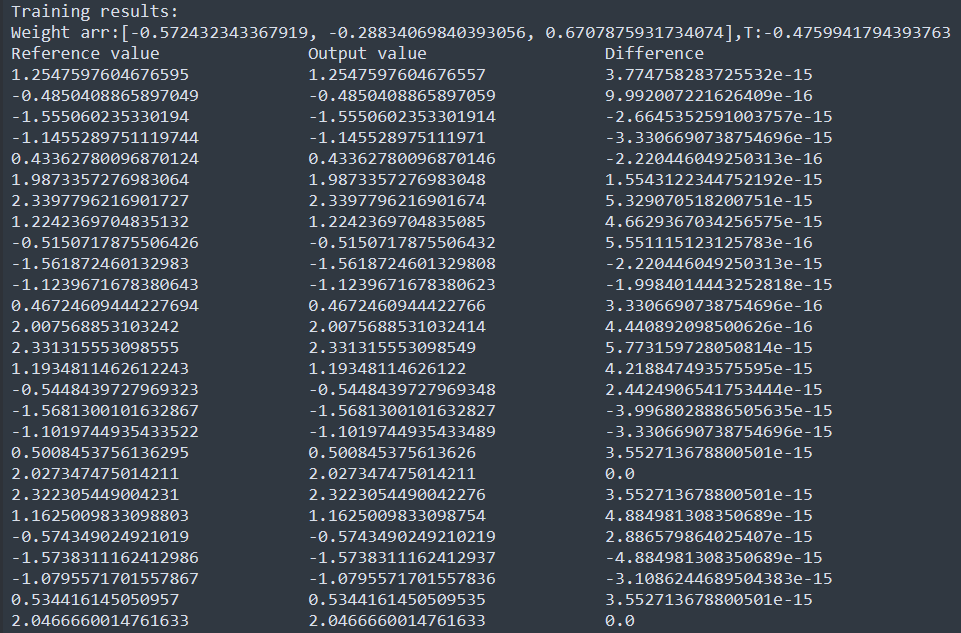 Training results:
Weight arr:[-0.572432343367919, -0.28834069840393056, 0.6707875931734074],T:-0.4759941794393763
Reference value Output value Difference
1.2547597604676595 1.2547597604676557 3.774758283725532e-15
-0.4850408865897049 -0.4850408865897059 9.992007221626409e-16
-1.555060235330194 -1.5550602353301914 -2.6645352591003757e-15
-1.1455289751119744 -1.145528975111971 -3.3306690738754696e-15
0.43362780096870124 0.43362780096870146 -2.220446049250313e-16
1.9873357276983064 1.9873357276983048 1.5543122344752192e-15
2.3397796216901727 2.3397796216901674 5.329070518200751e-15
1.2242369704835132 1.2242369704835085 4.6629367034256575e-15
-0.5150717875506426 -0.5150717875506432 5.551115123125783e-16
-1.561872460132983 -1.5618724601329808 -2.220446049250313e-15
-1.1239671678380643 -1.1239671678380623 -1.9984014443252818e-15
0.46724609444227694 0.4672460944422766 3.3306690738754696e-16
2.007568853103242 2.0075688531032414 4.440892098500626e-16
2.331315553098555 2.331315553098549 5.773159728050814e-15
1.1934811462612243 1.19348114626122 4.218847493575595e-15
-0.5448439727969323 -0.5448439727969348 2.4424906541753444e-15
-1.5681300101632867 -1.5681300101632827 -3.9968028886505635e-15
-1.1019744935433522 -1.1019744935433489 -3.3306690738754696e-15
0.5008453756136295 0.500845375613626 3.552713678800501e-15
2.027347475014211 2.027347475014211 0.0
2.322305449004231 2.3223054490042276 3.552713678800501e-15
1.1625009833098803 1.1625009833098754 4.884981308350689e-15
-0.574349024921019 -0.5743490249210219 2.886579864025407e-15
-1.5738311162412986 -1.5738311162412937 -4.884981308350689e-15
-1.0795571701557867 -1.0795571701557836 -3.1086244689504383e-15
0.534416145050957 0.5344161450509535 3.552713678800501e-15
2.0466660014761633 2.0466660014761633 0.0